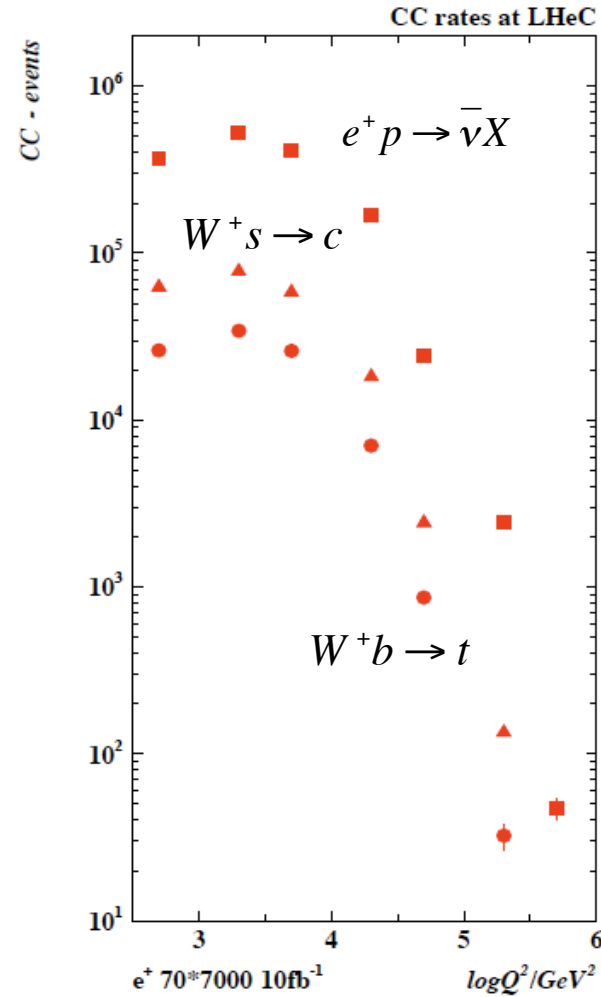 CC rates at LHeC
CC - events
10⁶
e⁺p → ν̄X
W⁺s → c
10⁵
10⁴
10³
W⁺b → t
10²
10¹
3 4 5 6
e⁺ 70*7000 10fb⁻¹ logQ²/GeV²